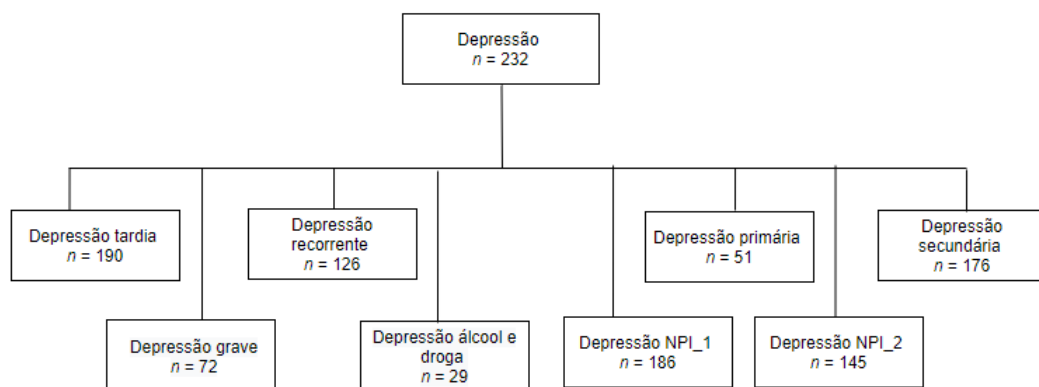 Depressão
n = 232
Depressão tardia
n = 190
Depressão
recorrente
n = 126
Depressão primária
n = 51
Depressão
secundária
n = 176
Depressão grave
n = 72
Depressão álcool e
droga
n = 29
Depressão NPI_1
n = 186
Depressão NPI_2
n = 145